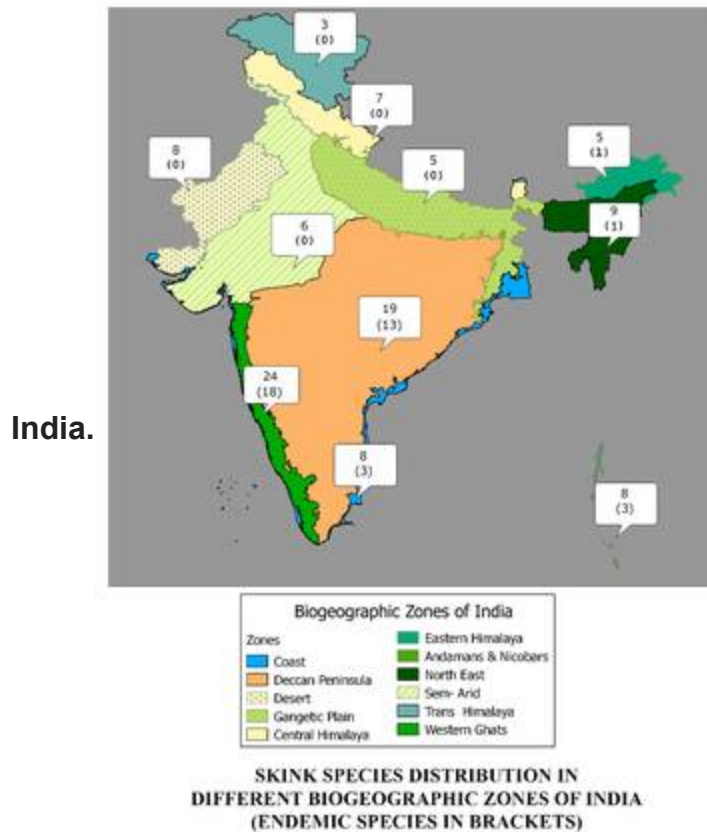 3
(0)
7
(0)
8
(0)
5
(0)
5
(1)
9
(1)
6
(0)
19
(13)
24
(18)
India.
8
(3)
8
(3)
Biogeographic Zones of India
Zones
Coast
Deccan Peninsula
Desert
Gangetic Plain
Central Himalaya
Eastern Himalaya
Andamans & Nicobars
North East
Sem- Arid
Trans Himalaya
Western Ghats
SKINK SPECIES DISTRIBUTION IN
DIFFERENT BIOGEOGRAPHIC ZONES OF INDIA
(ENDEMIC SPECIES IN BRACKETS)